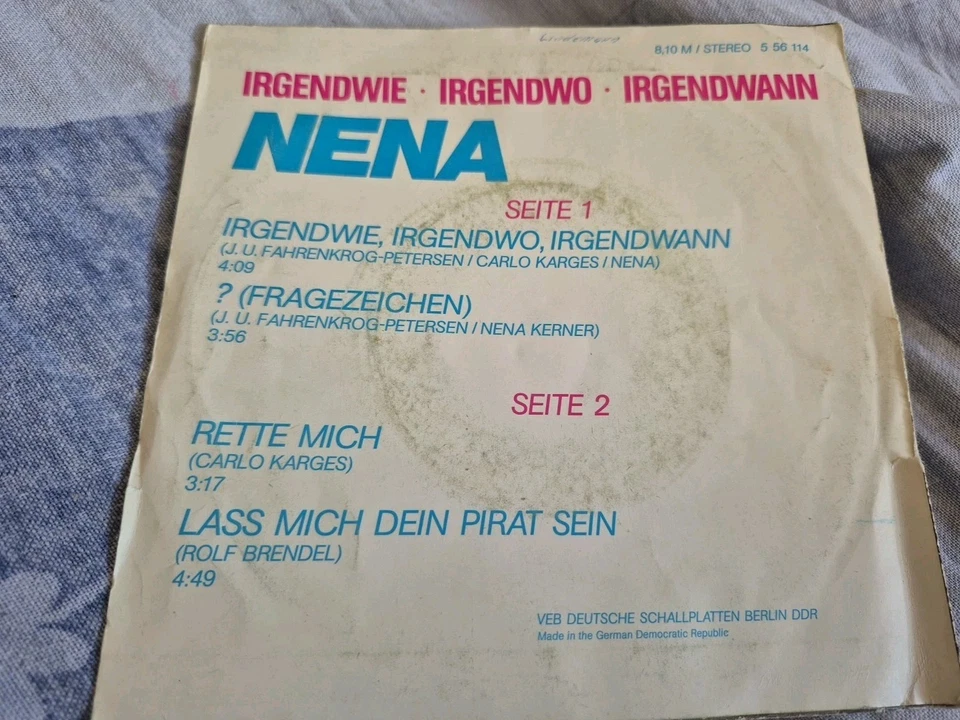 8,10 M / STEREO 5 56 114
IRGENDWIE · IRGENDWO · IRGENDWANN
NENA
SEITE 1
IRGENDWIE, IRGENDWO, IRGENDWANN
(J. U. FAHRENKROG-PETERSEN / CARLO KARGES / NENA)
4:09
? (FRAGEZEICHEN)
(J. U. FAHRENKROG-PETERSEN / NENA KERNER)
3:56
SEITE 2
RETTE MICH
(CARLO KARGES)
3:17
LASS MICH DEIN PIRAT SEIN
(ROLF BRENDEL)
4:49
VEB DEUTSCHE SCHALLPLATTEN BERLIN DDR
Made in the German Democratic Republic